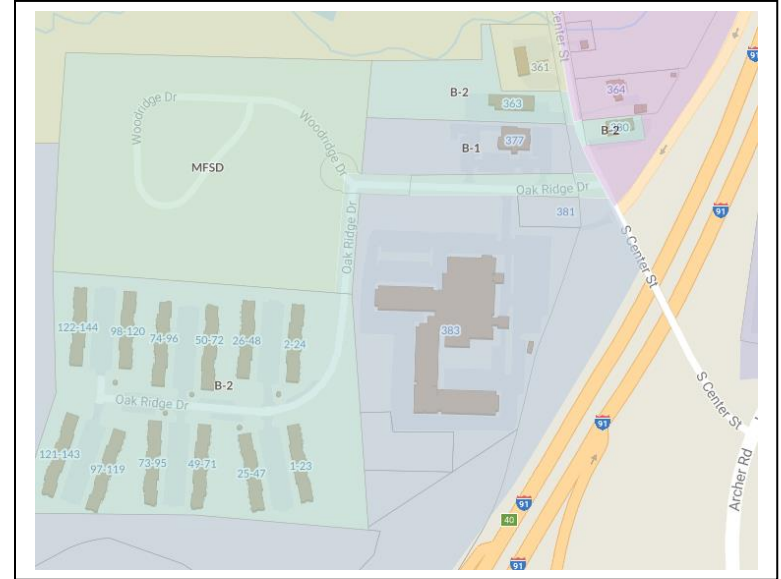 S Center St
91
361
364
Woodridge Dr
B-2
363
Woodridge Dr
Woodridge Dr
B-2
B-1
377
MFSD
Oak Ridge Dr
381
91
Oak Ridge Dr
S Center St
122-144
98-120
74-96
50-72
26-48
2-24
383
B-2
Oak Ridge Dr
S Center St
91
121-143
97-119
73-95
49-71
25-47
1-23
Archer Rd
91
40
91